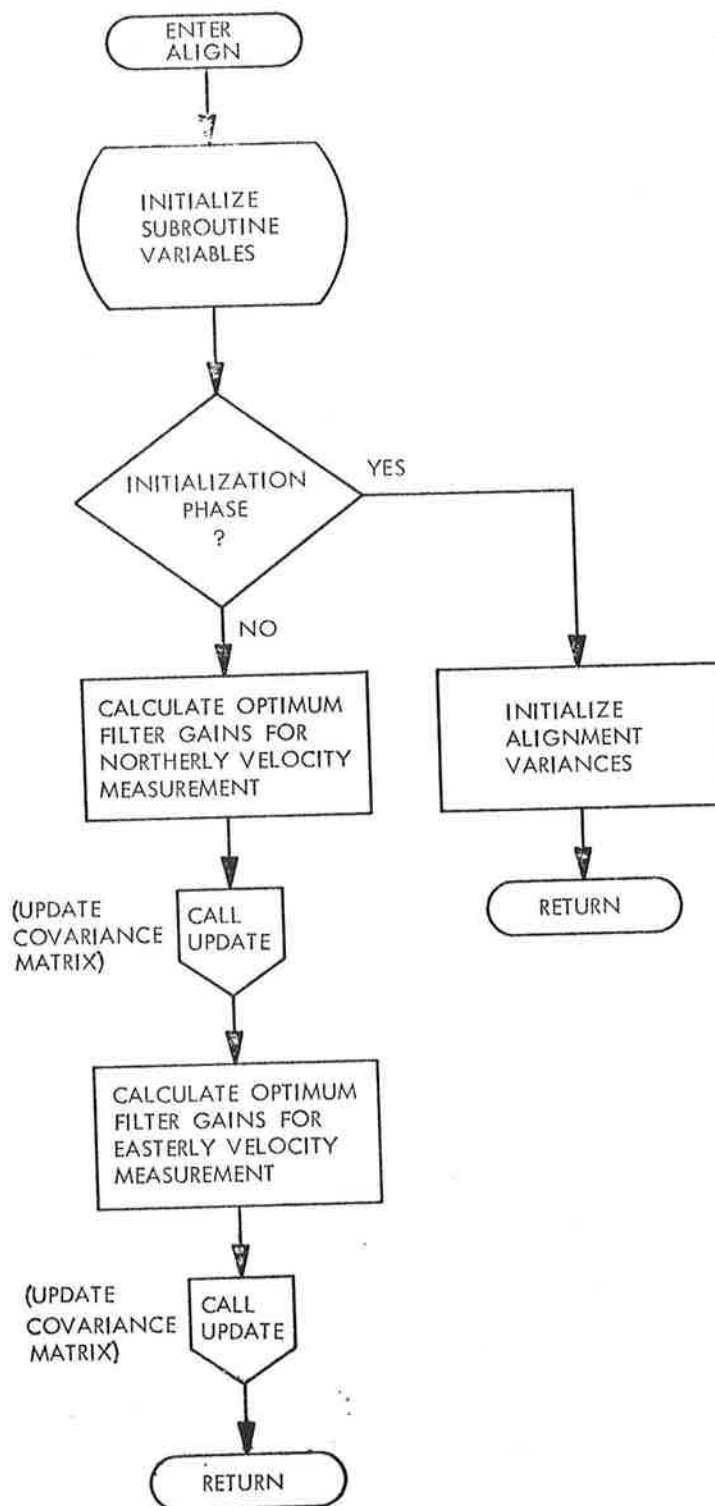 ENTER
ALIGN
INITIALIZE
SUBROUTINE
VARIABLES
INITIALIZATION
PHASE
?
YES
NO
CALCULATE OPTIMUM
FILTER GAINS FOR
NORTHERLY VELOCITY
MEASUREMENT
INITIALIZE
ALIGNMENT
VARIANCES
RETURN
(UPDATE
COVARIANCE
MATRIX)
CALL
UPDATE
CALCULATE OPTIMUM
FILTER GAINS FOR
EASTERLY VELOCITY
MEASUREMENT
(UPDATE
COVARIANCE
MATRIX)
CALL
UPDATE
RETURN